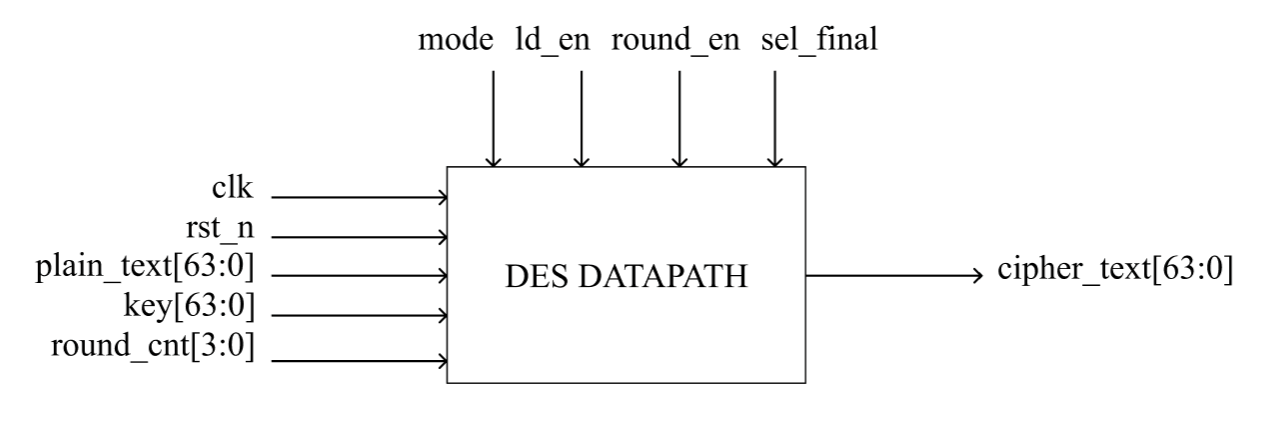 mode ld_en round_en sel_final
clk
rst_n
plain_text[63:0]
key[63:0]
round_cnt[3:0]
DES DATAPATH
cipher_text[63:0]